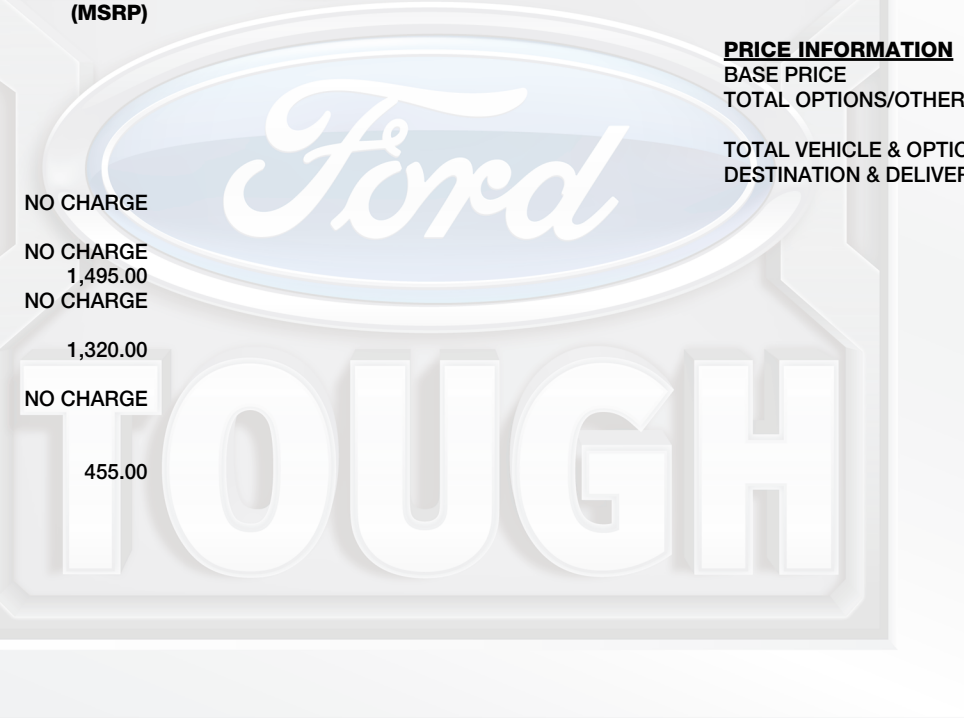 (MSRP)
NO CHARGE
NO CHARGE
1,495.00
NO CHARGE
1,320.00
NO CHARGE
455.00
PRICE INFORMATION
BASE PRICE
TOTAL OPTIONS/OTHER
TOTAL VEHICLE & OPTIO
DESTINATION & DELIVER
Ford
TOUGH